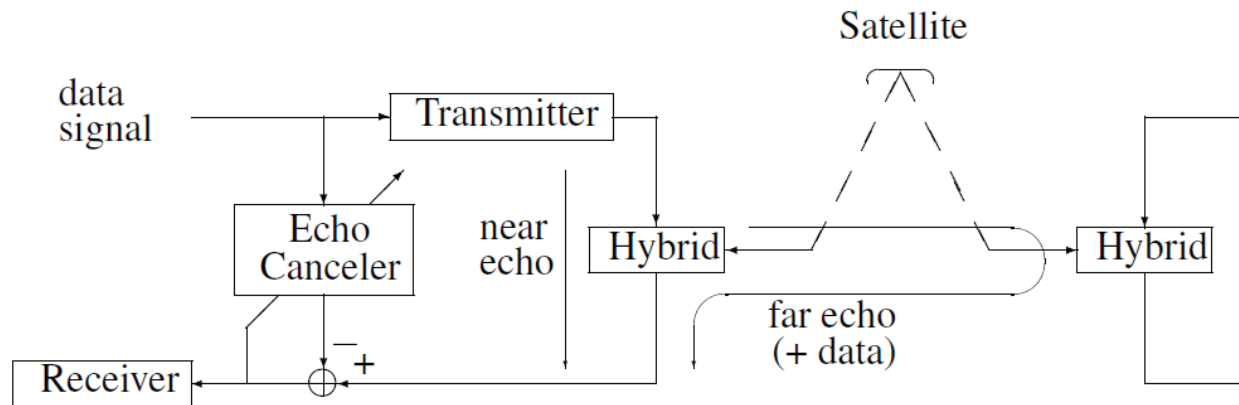 Satellite
data
signal
Transmitter
Echo
Canceler
near
echo
Hybrid
Hybrid
far echo
(+ data)
− +
Receiver